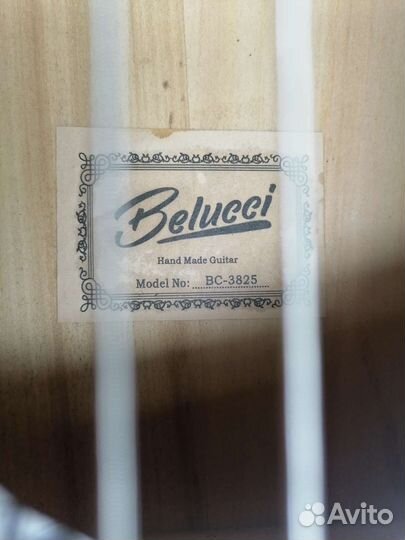 Belucci
Hand Made Guitar
Model No: BC-3825
Avito